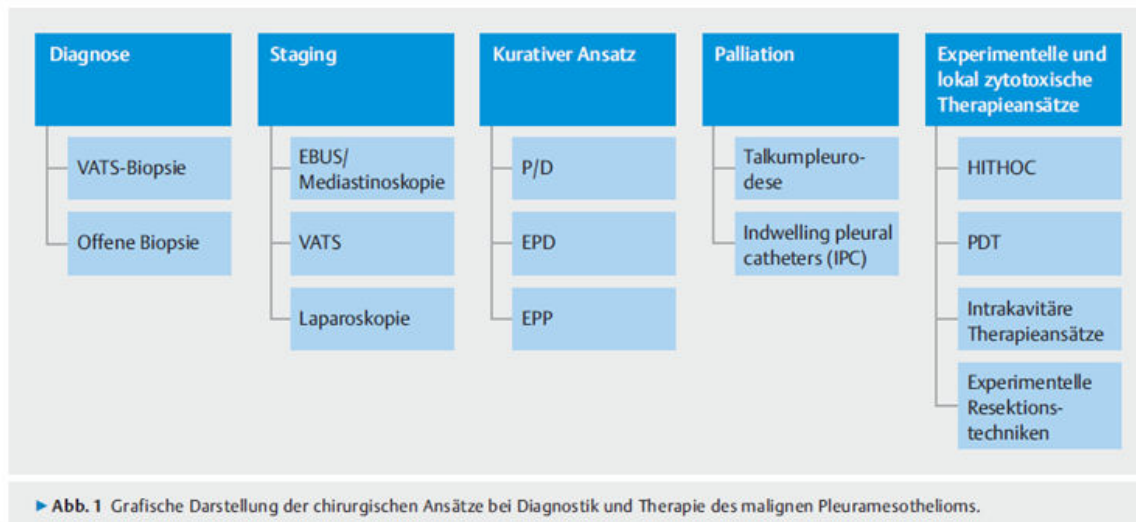 Diagnose
VATS-Biopsie
Offene Biopsie
Staging
EBUS/
Mediastinoskopie
VATS
Laparoskopie
Kurativer Ansatz
P/D
EPD
EPP
Palliation
Talkumpleuro-
dese
Indwelling pleural
catheters (IPC)
Experimentelle und
lokal zytotoxische
Therapieansätze
HITHOC
PDT
Intrakavitäre
Therapieansätze
Experimentelle
Resektions-
techniken
► Abb. 1 Grafische Darstellung der chirurgischen Ansätze bei Diagnostik und Therapie des malignen Pleuramesothelioms.